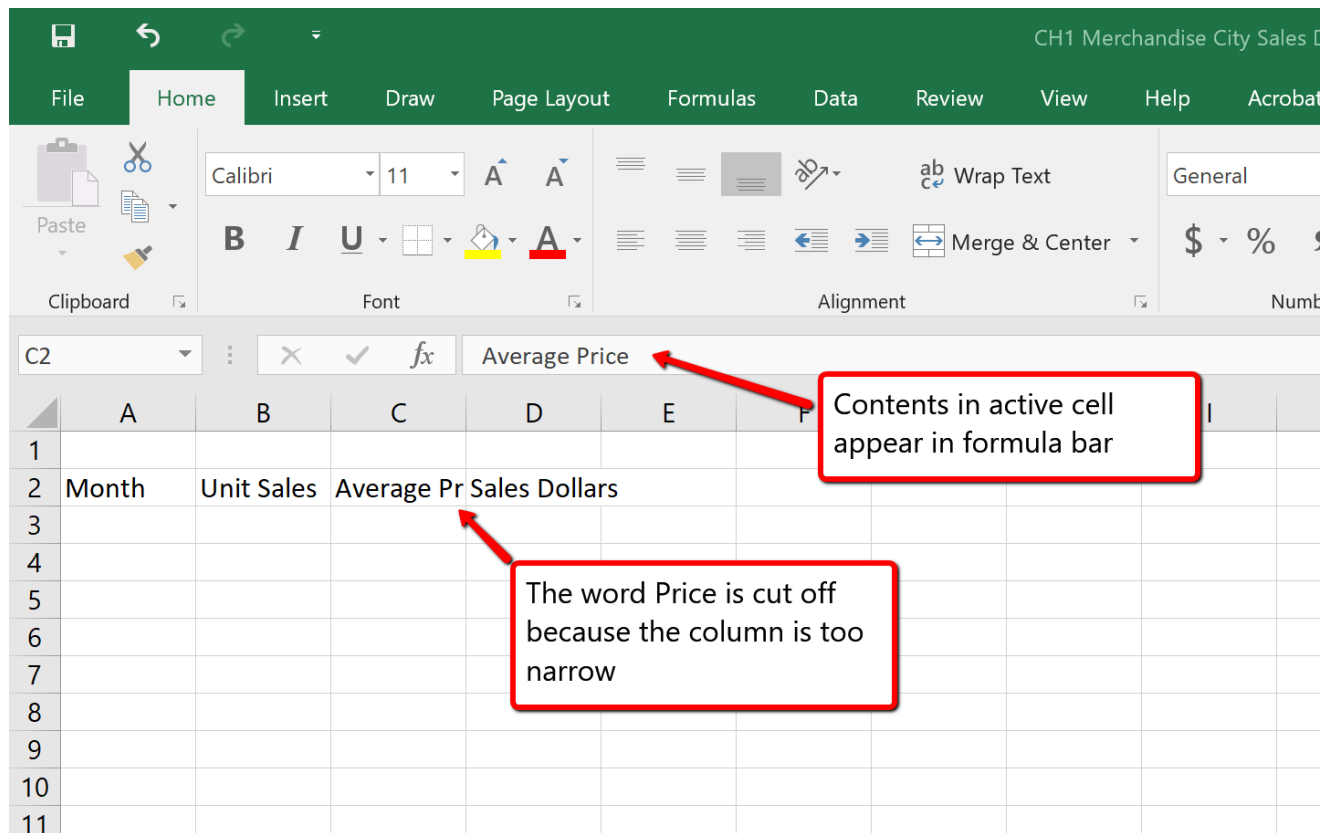 CH1 Merchandise City Sales D
File Home Insert Draw Page Layout Formulas Data Review View Help Acrobat
Calibri 11 A A ab Wrap Text General
Paste
B I U A Merge & Center $ %
Clipboard Font Alignment Numb
C2 fx Average Price
Contents in active cell
appear in formula bar
A B C D E F I
1
2 Month Unit Sales Average Pr Sales Dollars
3
4
The word Price is cut off
because the column is too
narrow
5
6
7
8
9
10
11